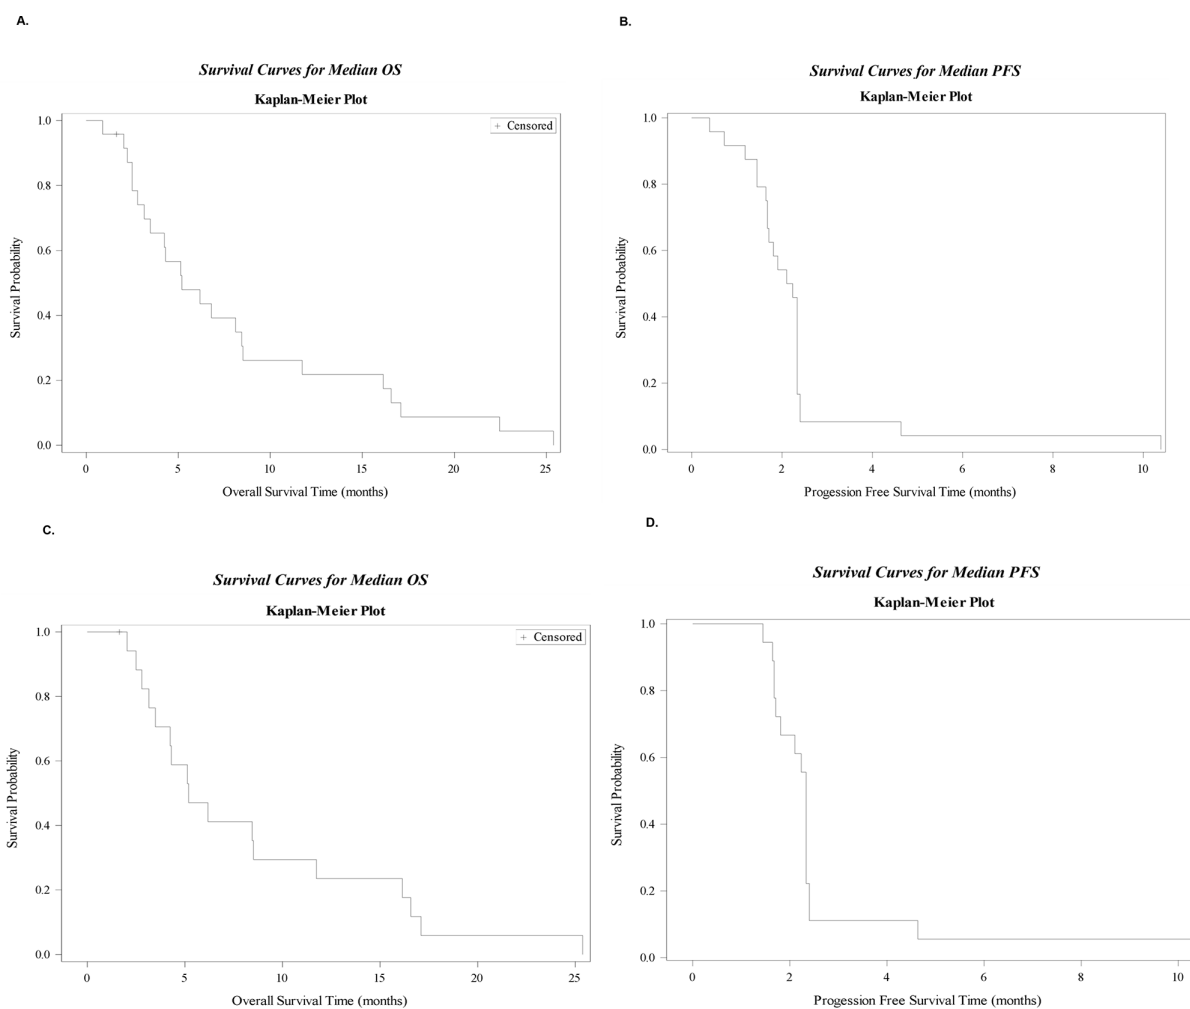 A.
Survival Curves for Median OS
Kaplan-Meier Plot
+ Censored
1.0
0.8
0.6
0.4
0.2
0.0
Survival Probability
0 5 10 15 20 25
Overall Survival Time (months)
B.
Survival Curves for Median PFS
Kaplan-Meier Plot
1.0
0.8
0.6
0.4
0.2
0.0
Survival Probability
0 2 4 6 8 10
Progession Free Survival Time (months)
C.
Survival Curves for Median OS
Kaplan-Meier Plot
+ Censored
1.0
0.8
0.6
0.4
0.2
0.0
Survival Probability
0 5 10 15 20 25
Overall Survival Time (months)
D.
Survival Curves for Median PFS
Kaplan-Meier Plot
1.0
0.8
0.6
0.4
0.2
0.0
Survival Probability
0 2 4 6 8 10
Progession Free Survival Time (months)